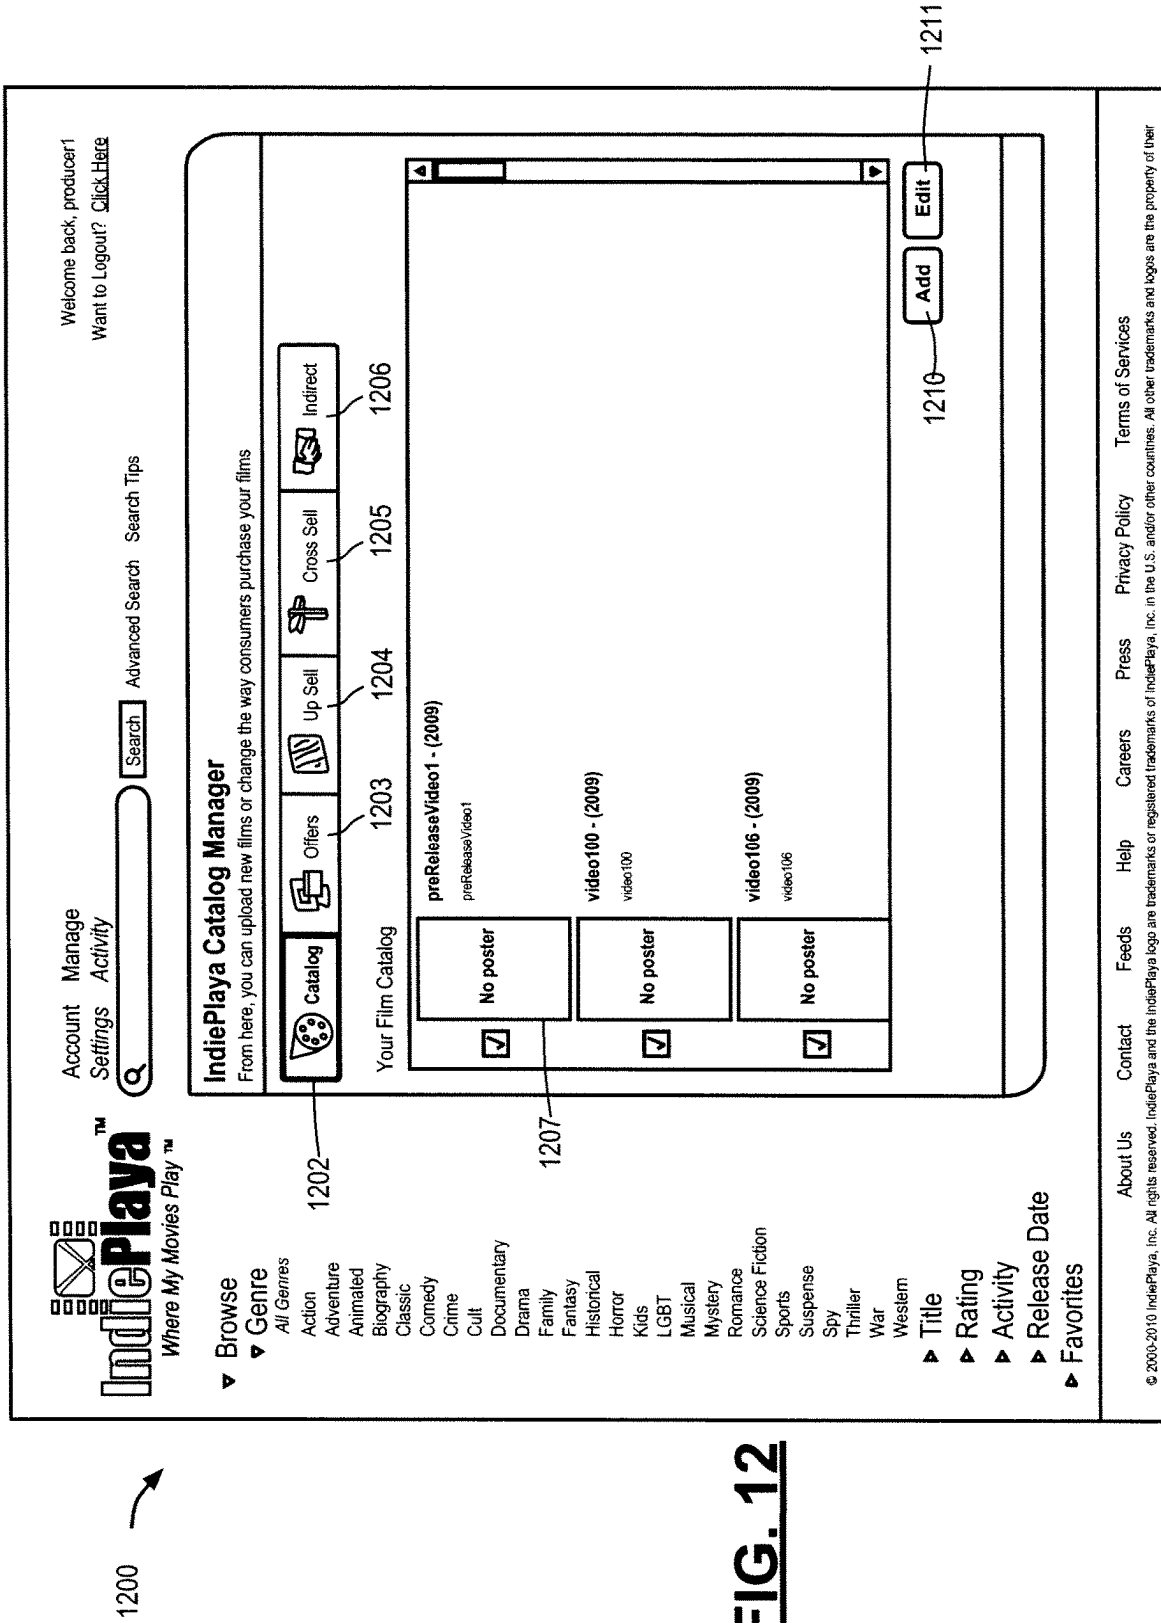 1200
IndiePlaya™
Where My Movies Play ™
Account Settings
Manage Activity
Search
Advanced Search
Search Tips
Welcome back, producer1
Want to Logout? Click Here
Browse
Genre
All Genres
Action
Adventure
Animated
Biography
Classic
Comedy
Crime
Cult
Documentary
Drama
Family
Fantasy
Historical
Horror
Kids
LGBT
Musical
Mystery
Romance
Science Fiction
Sports
Suspense
Spy
Thriller
War
Western
Title
Rating
Activity
Release Date
Favorites
IndiePlaya Catalog Manager
From here, you can upload new films or change the way consumers purchase your films
Catalog
Offers
Up Sell
Cross Sell
Indirect
1202
1203
1204
1205
1206
Your Film Catalog
No poster
preReleaseVideo1 - (2009)
preReleaseVideo1
1207
No poster
video100 - (2009)
video100
No poster
video106 - (2009)
video106
Add
Edit
1210
1211
About Us
Contact
Feeds
Help
Careers
Press
Privacy Policy
Terms of Services
© 2000-2010 IndiePlaya, Inc. All rights reserved. IndiePlaya and the IndiePlaya logo are trademarks or registered trademarks of IndiePlaya, Inc. in the U.S. and/or other countries. All other trademarks and logos are the property of their
FIG. 12